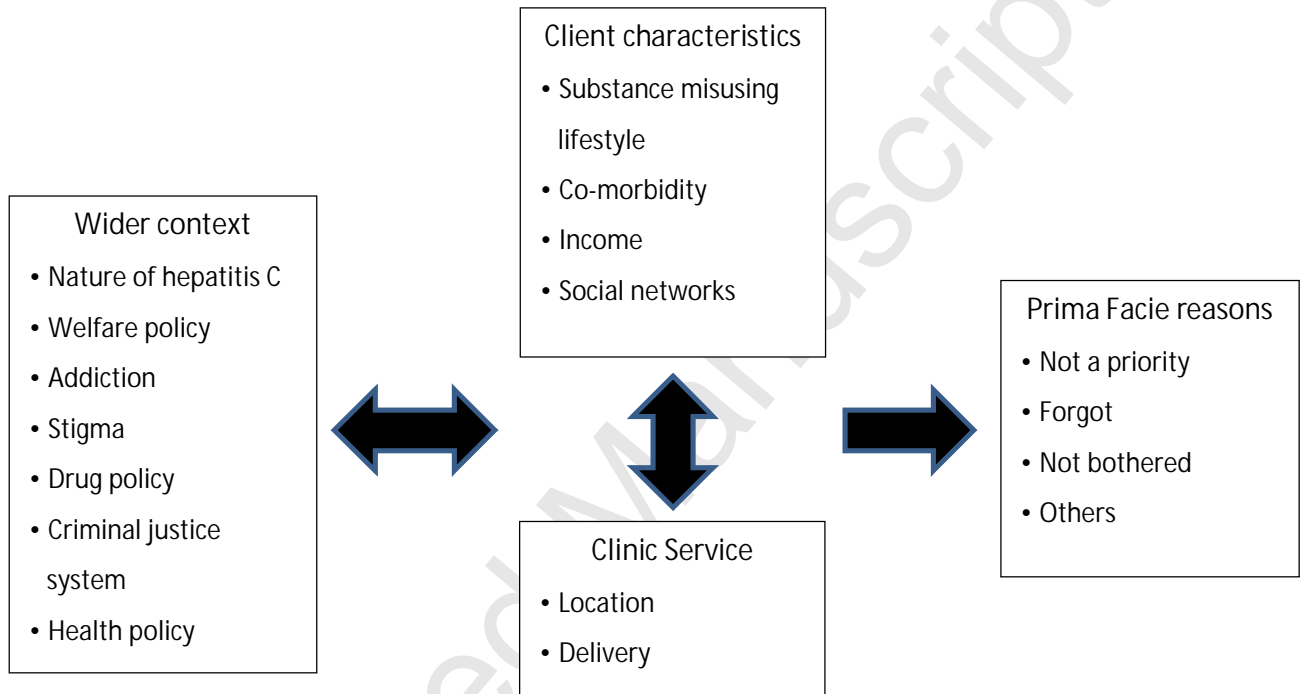 Client characteristics
• Substance misusing
lifestyle
• Co-morbidity
• Income
• Social networks
Wider context
• Nature of hepatitis C
• Welfare policy
• Addiction
• Stigma
• Drug policy
• Criminal justice
system
• Health policy
Prima Facie reasons
• Not a priority
• Forgot
• Not bothered
• Others
Clinic Service
• Location
• Delivery